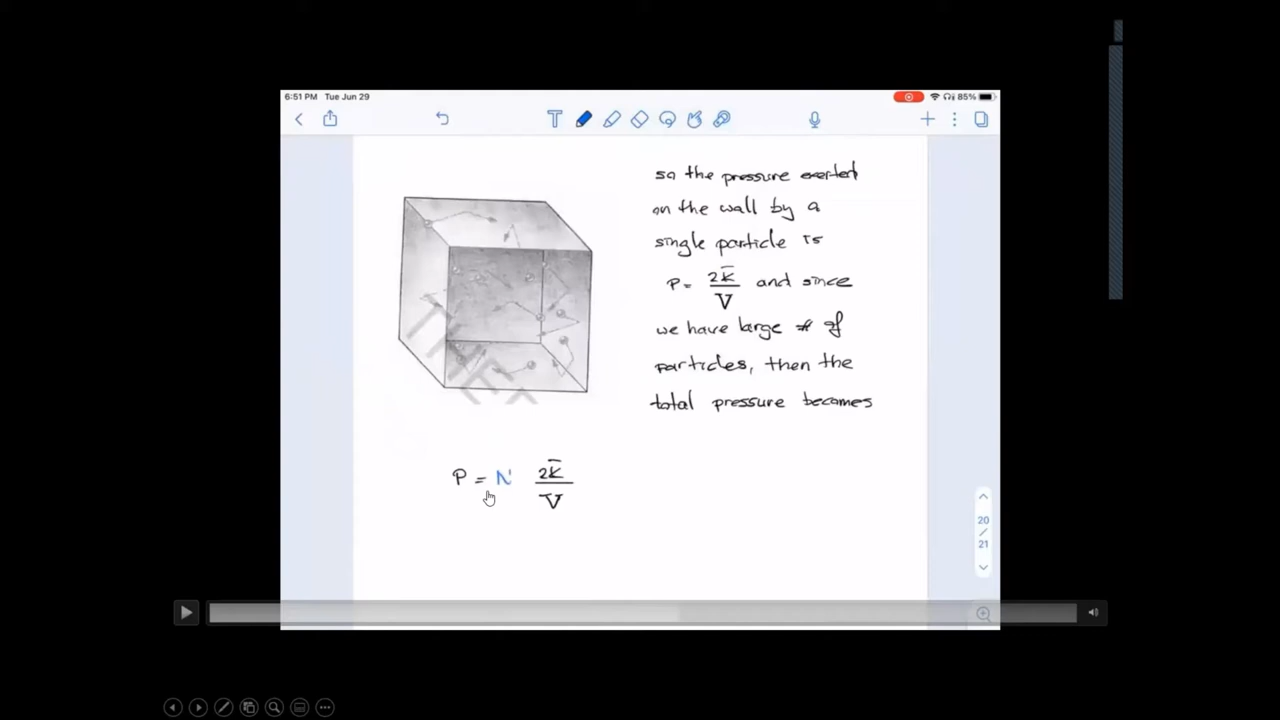 6:51 PM Tue Jun 29
85%
so the pressure exerted
on the wall by a
single particle is
P = 2K̄/V and since
we have large # of
particles, then the
total pressure becomes
THE
P = N 2K̄/V
20
/
21